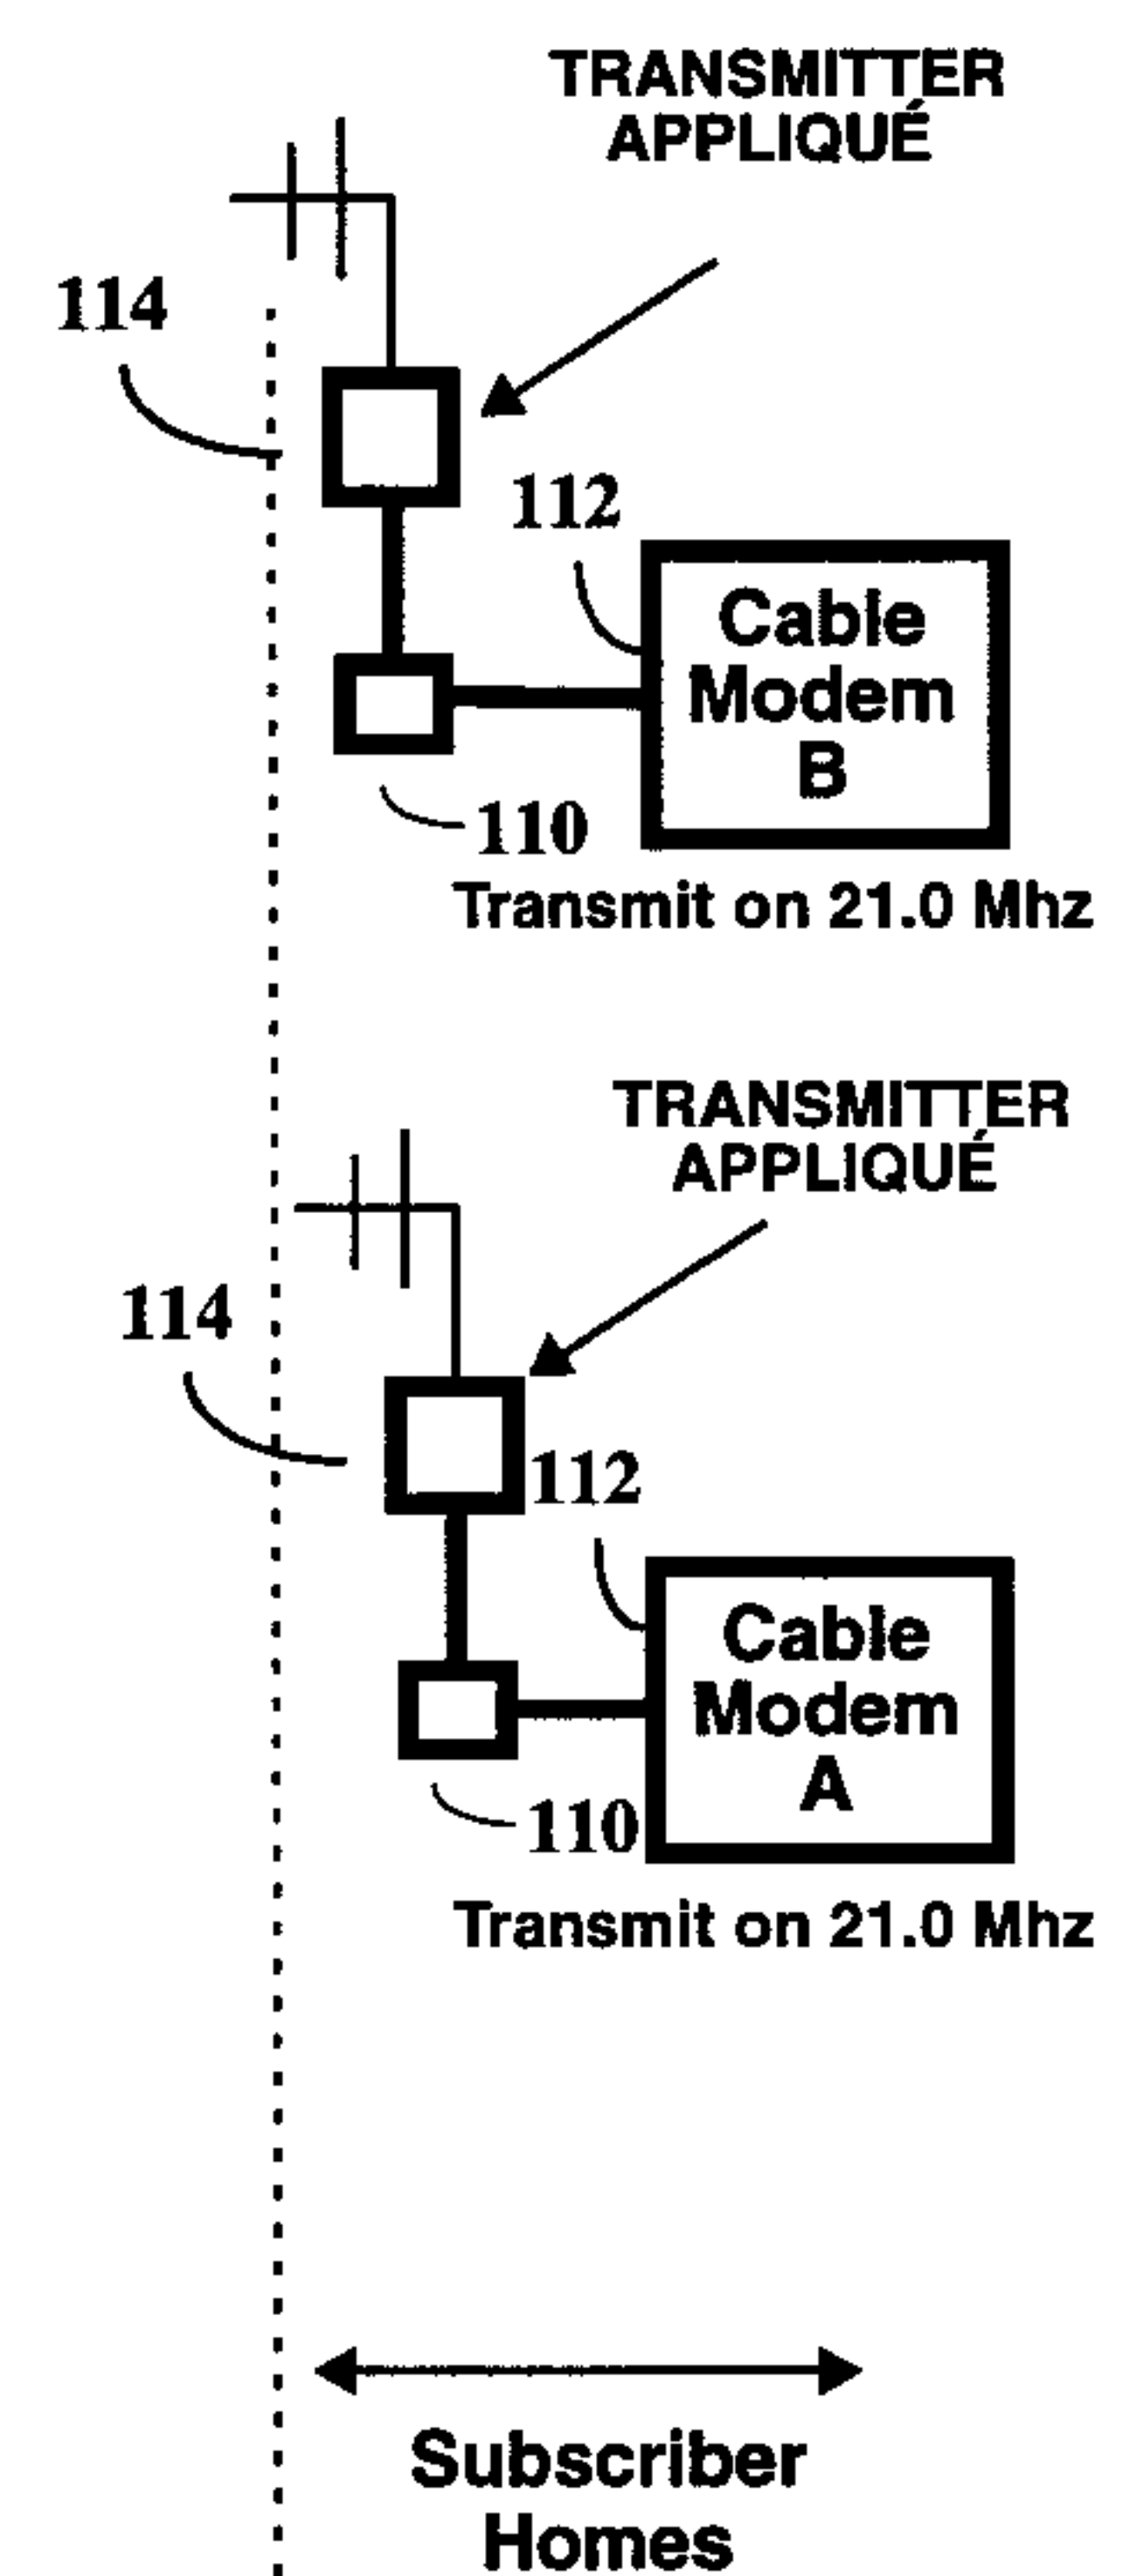 TRANSMITTER
APPLIQUÉ
114
112
Cable
Modem
B
110
Transmit on 21.0 Mhz
TRANSMITTER
APPLIQUÉ
114
112
Cable
Modem
A
110
Transmit on 21.0 Mhz
Subscriber
Homes